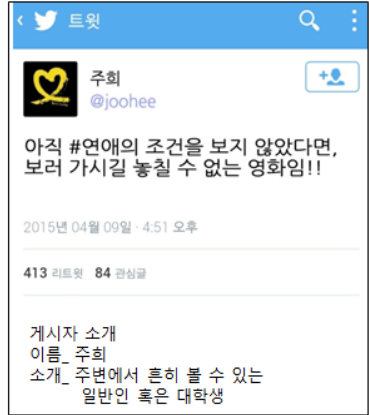 트윗
주희
@joohee
아직 #연애의 조건을 보지 않았다면,
보러 가시길 놓칠 수 없는 영화임!!
2015년 04월 09일 · 4:51 오후
413 리트윗 84 관심글
게시자 소개
이름_ 주희
소개_ 주변에서 흔히 볼 수 있는
일반인 혹은 대학생